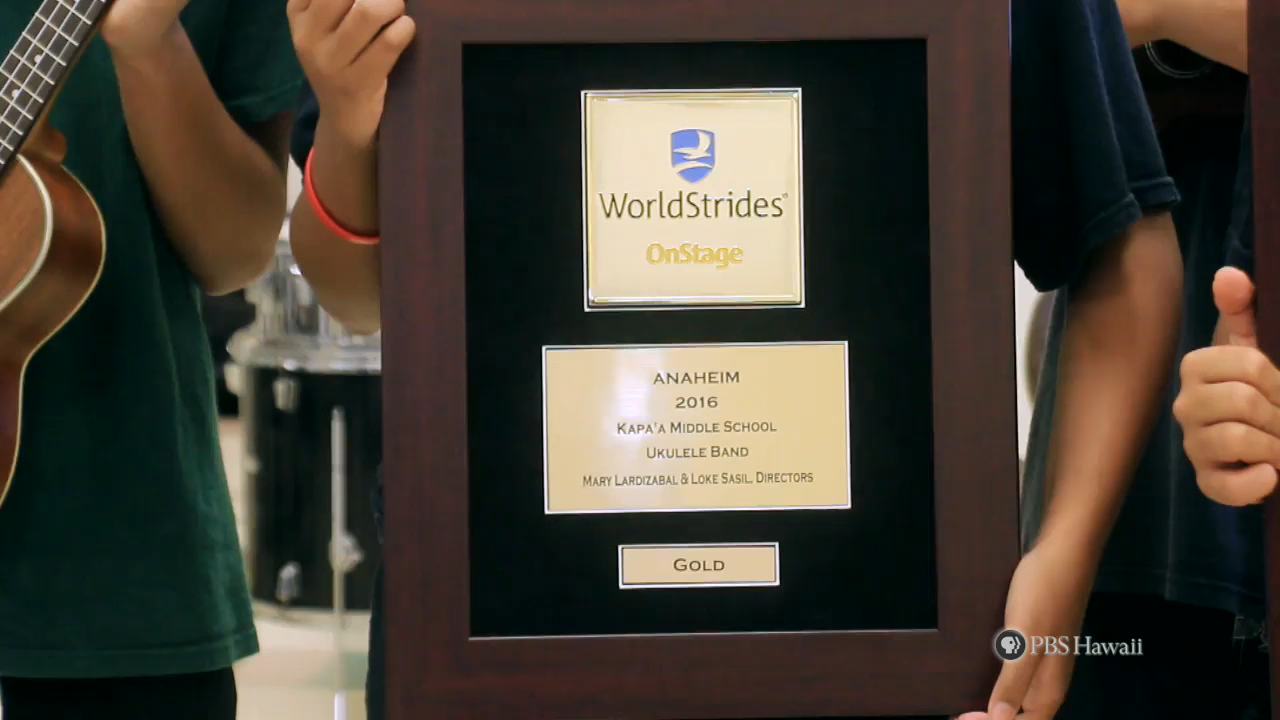 WorldStrides®
OnStage
ANAHEIM
2016
KAPA'A MIDDLE SCHOOL
UKULELE BAND
MARY LARDIZABAL & LOKE SASIL, DIRECTORS
GOLD
PBS Hawaii